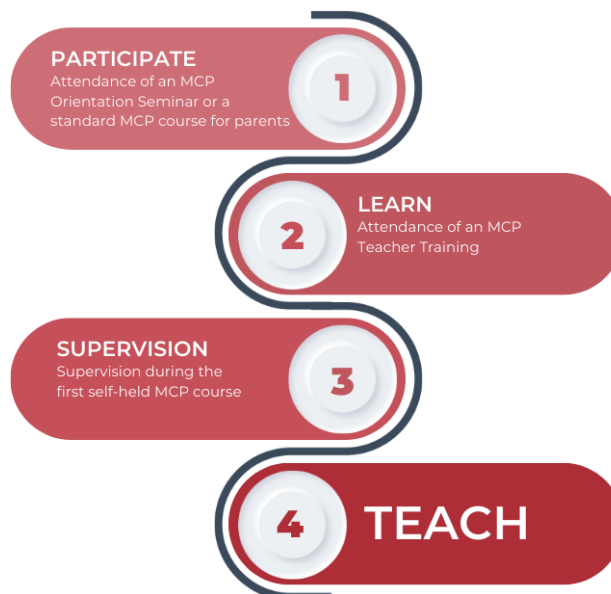 PARTICIPATE
Attendance of an MCP
Orientation Seminar or a
standard MCP course for parents
1
2
LEARN
Attendance of an MCP
Teacher Training
SUPERVISION
Supervision during the
first self-held MCP course
3
4
TEACH